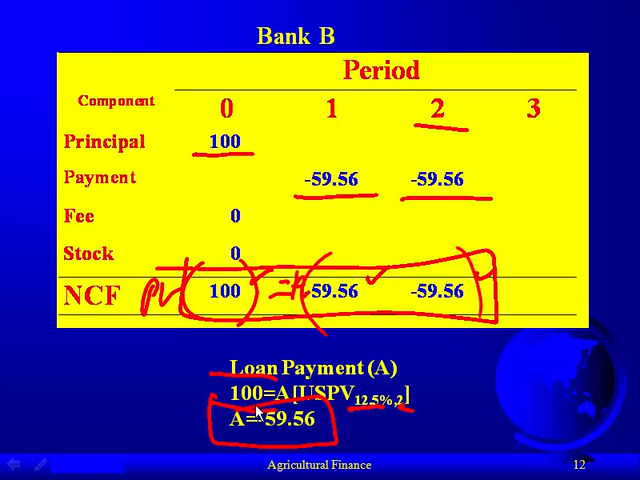 Bank B
Period
Component 0 1 2 3
Principal 100
Payment -59.56 -59.56
Fee 0
Stock 0
NCF PV 100 = 59.56 -59.56
Loan Payment (A)
100=A[USPV12.5%,2]
A= 59.56
Agricultural Finance 12